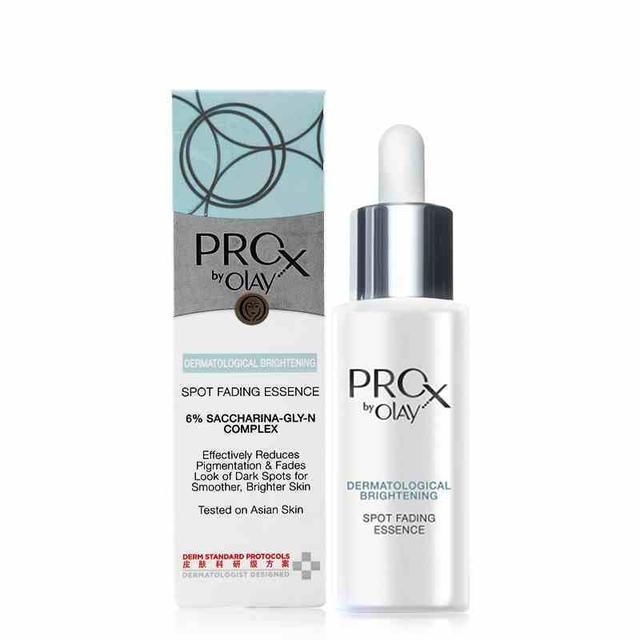 PROX
by OLAY
DERMATOLOGICAL BRIGHTENING
SPOT FADING ESSENCE
6% SACCHARINA-GLY-N
COMPLEX
Effectively Reduces
Pigmentation & Fades
Look of Dark Spots for
Smoother, Brighter Skin
Tested on Asian Skin
DERM STANDARD PROTOCOLS
皮肤科研级方案
DERMATOLOGIST DESIGNED
PROX
by OLAY
DERMATOLOGICAL
BRIGHTENING
SPOT FADING
ESSENCE